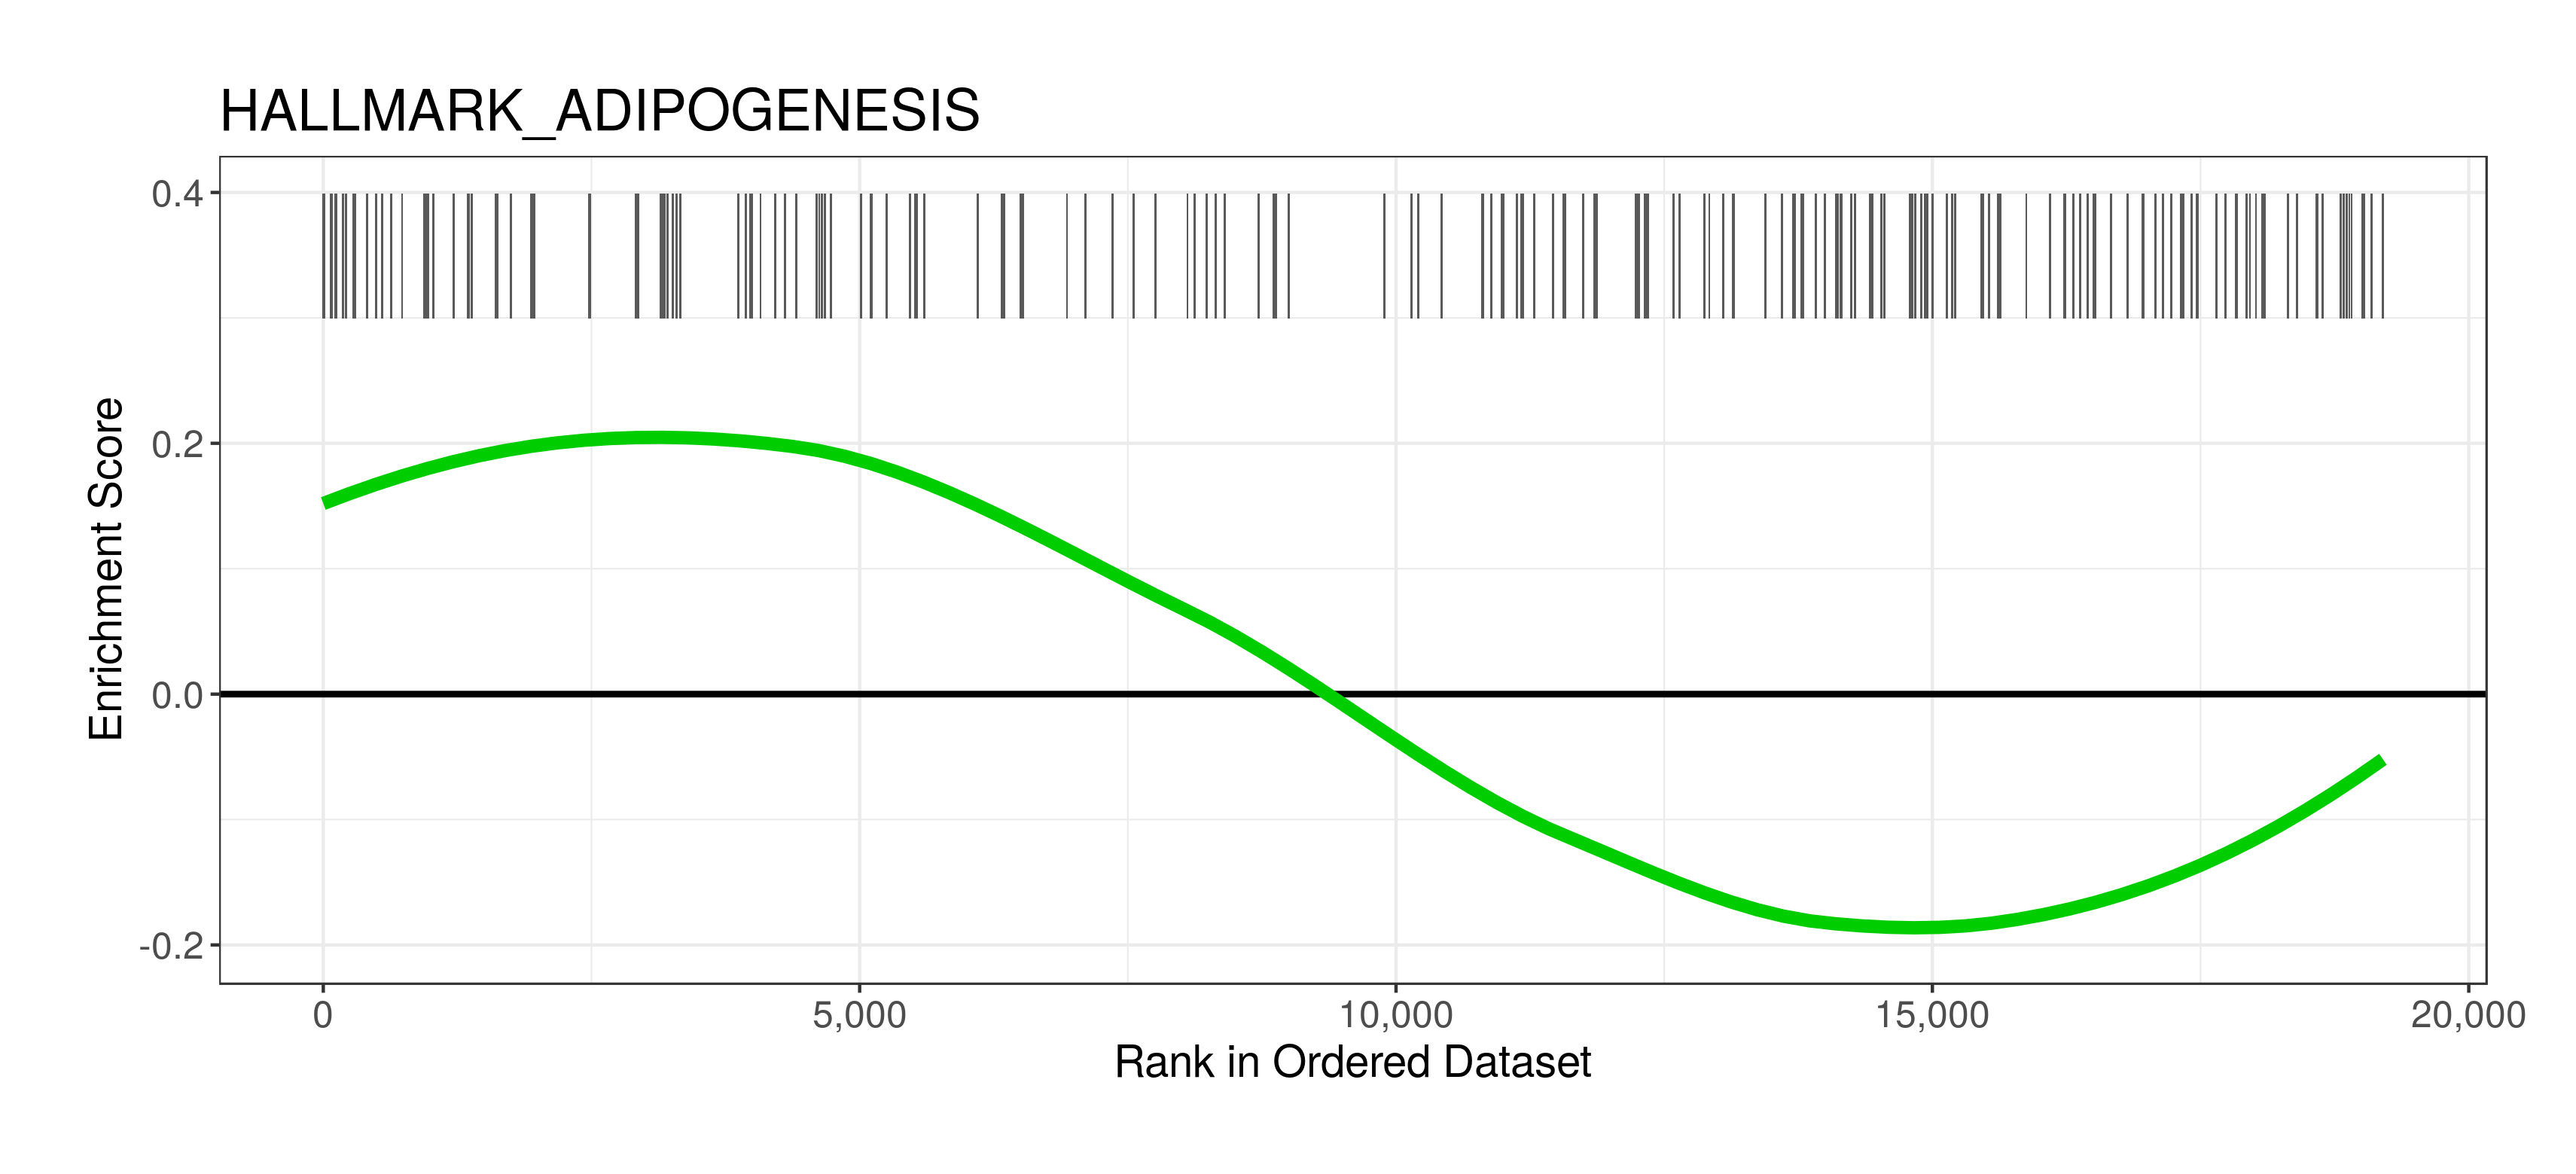 HALLMARK_ADIPOGENESIS
0.4
0.2
0.0
-0.2
Enrichment Score
0 5,000 10,000 15,000 20,000
Rank in Ordered Dataset